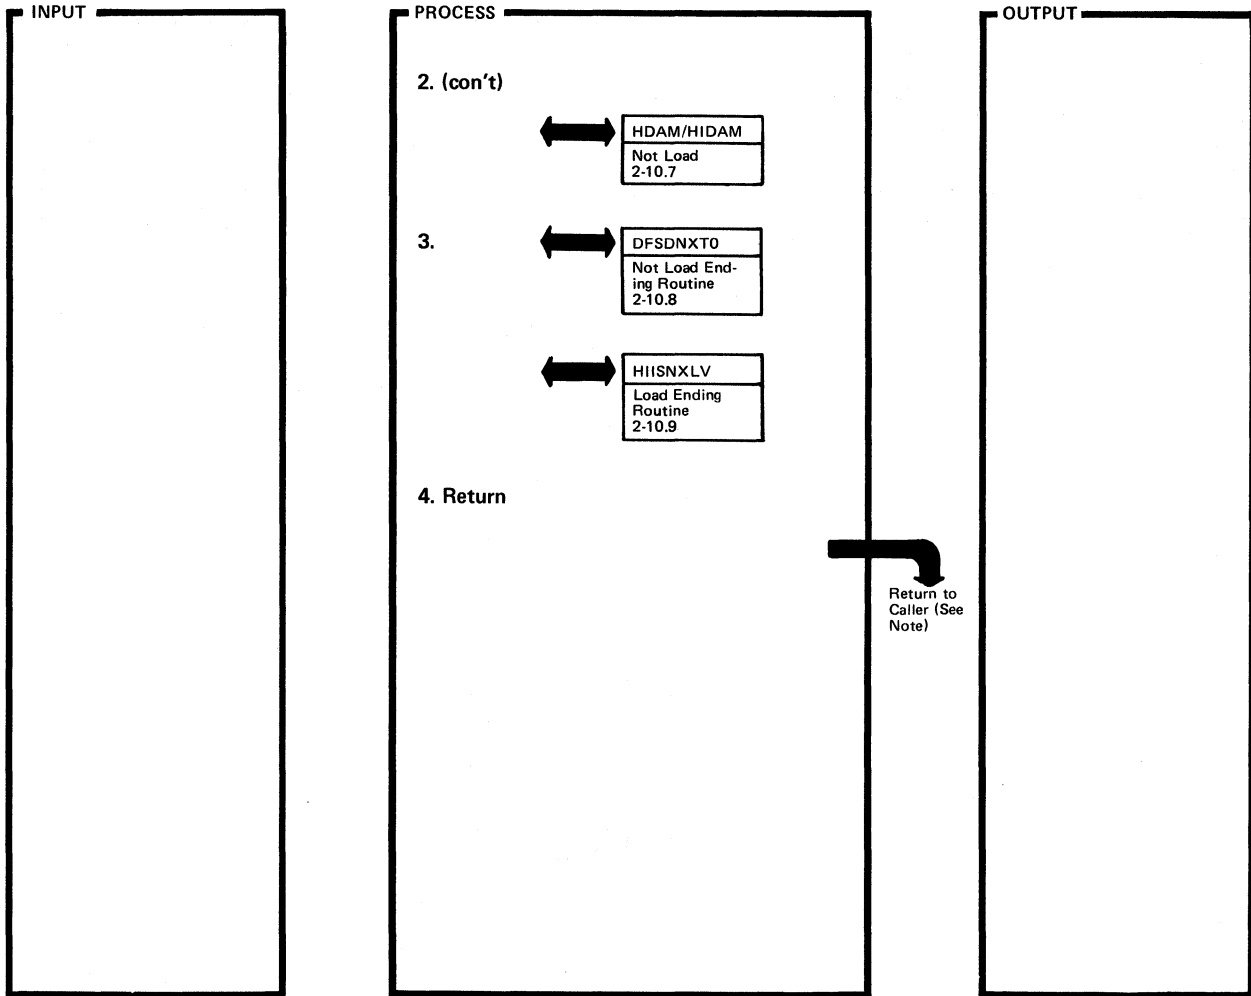 INPUT
PROCESS
OUTPUT
2. (con't)
HDAM/HIDAM
Not Load
2-10.7
3.
DFSDNXT0
Not Load End-
ing Routine
2-10.8
HIISNXLV
Load Ending
Routine
2-10.9
4. Return
Return to
Caller (See
Note)